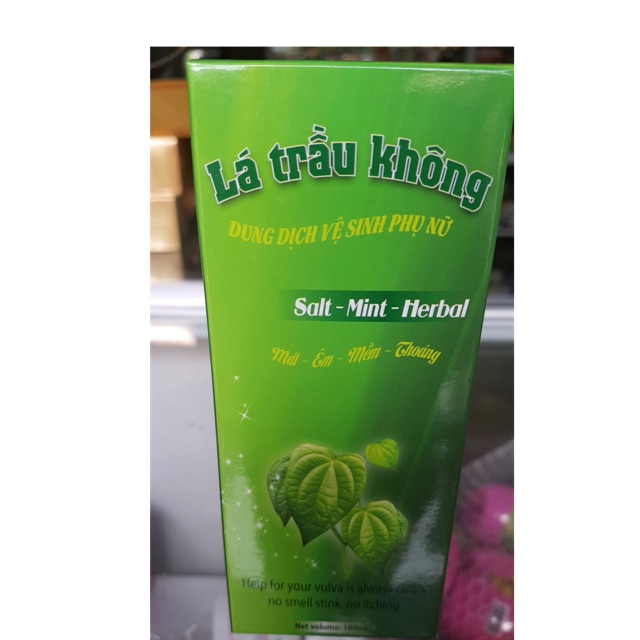 Lá trầu không
DUNG DỊCH VỆ SINH PHỤ NỮ
Salt - Mint - Herbal
Mát - Êm - Mềm - Thoáng
Help for your vulva is always
no smell stink, no itching
Net volume: